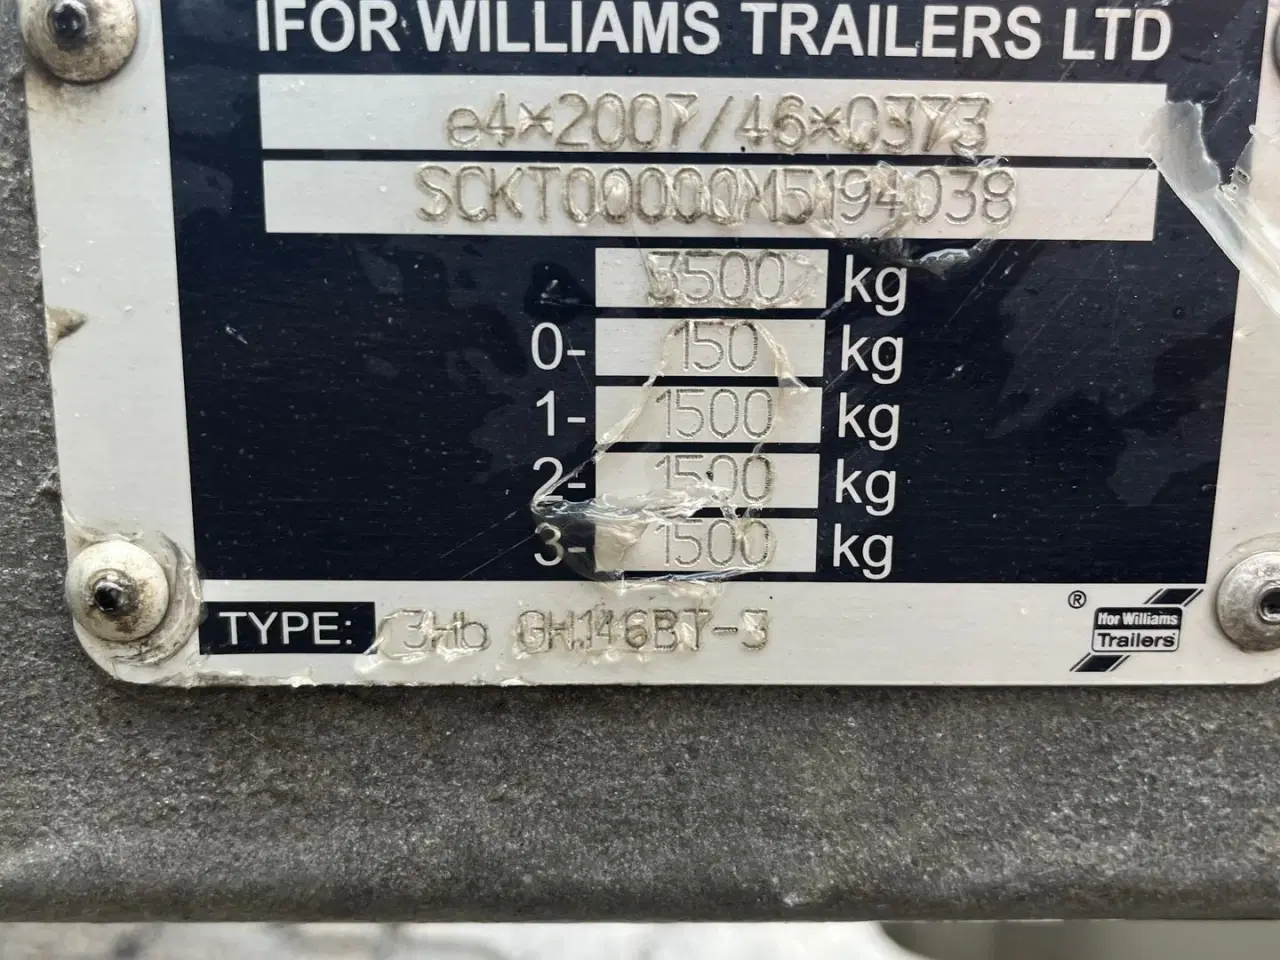 IFOR WILLIAMS TRAILERS LTD
e4*2007/46*0373
SCKT00000M5194038
3500 kg
0- 150 kg
1- 1500 kg
2- 1500 kg
3- 1500 kg
TYPE: 3Hb GH146BT-3
®
Ifor Williams
Trailers